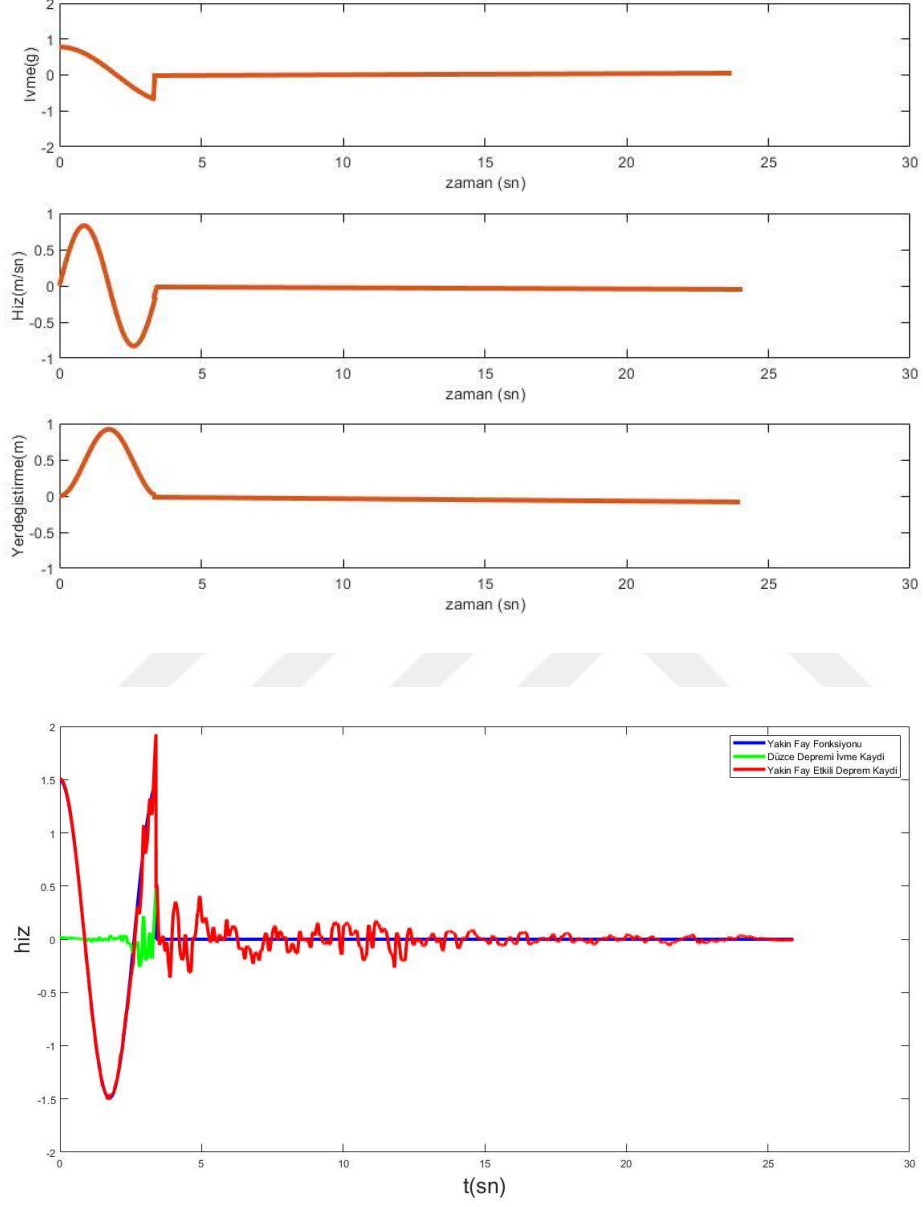 2
1
0
-1
-2
Ivme(g)
0 5 10 15 20 25 30
zaman (sn)
1
0.5
0
-0.5
-1
Hiz(m/sn)
0 5 10 15 20 25 30
zaman (sn)
1
0.5
0
-0.5
-1
Yerdegistirme(m)
0 5 10 15 20 25 30
zaman (sn)
2
1.5
1
0.5
0
-0.5
-1
-1.5
-2
hiz
Yakin Fay Fonksiyonu
Düzce Depremi İvme Kaydi
Yakin Fay Etkili Deprem Kaydi
0 5 10 15 20 25 30
t(sn)